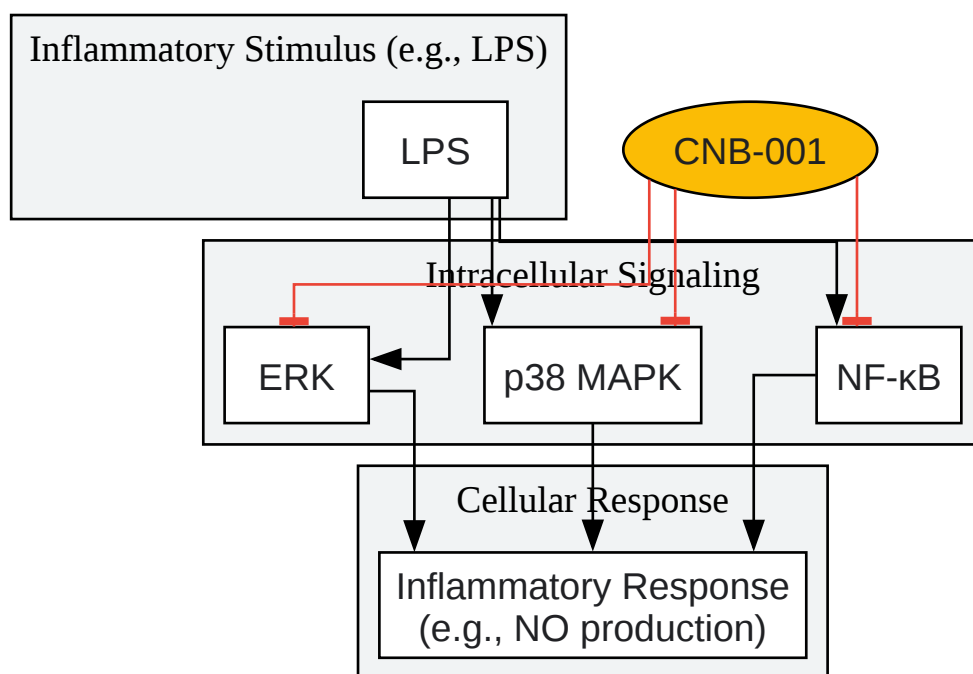 Inflammatory Stimulus (e.g., LPS)
LPS
CNB-001
Intracellular Signaling
ERK
p38 MAPK
NF-κB
Cellular Response
Inflammatory Response
(e.g., NO production)